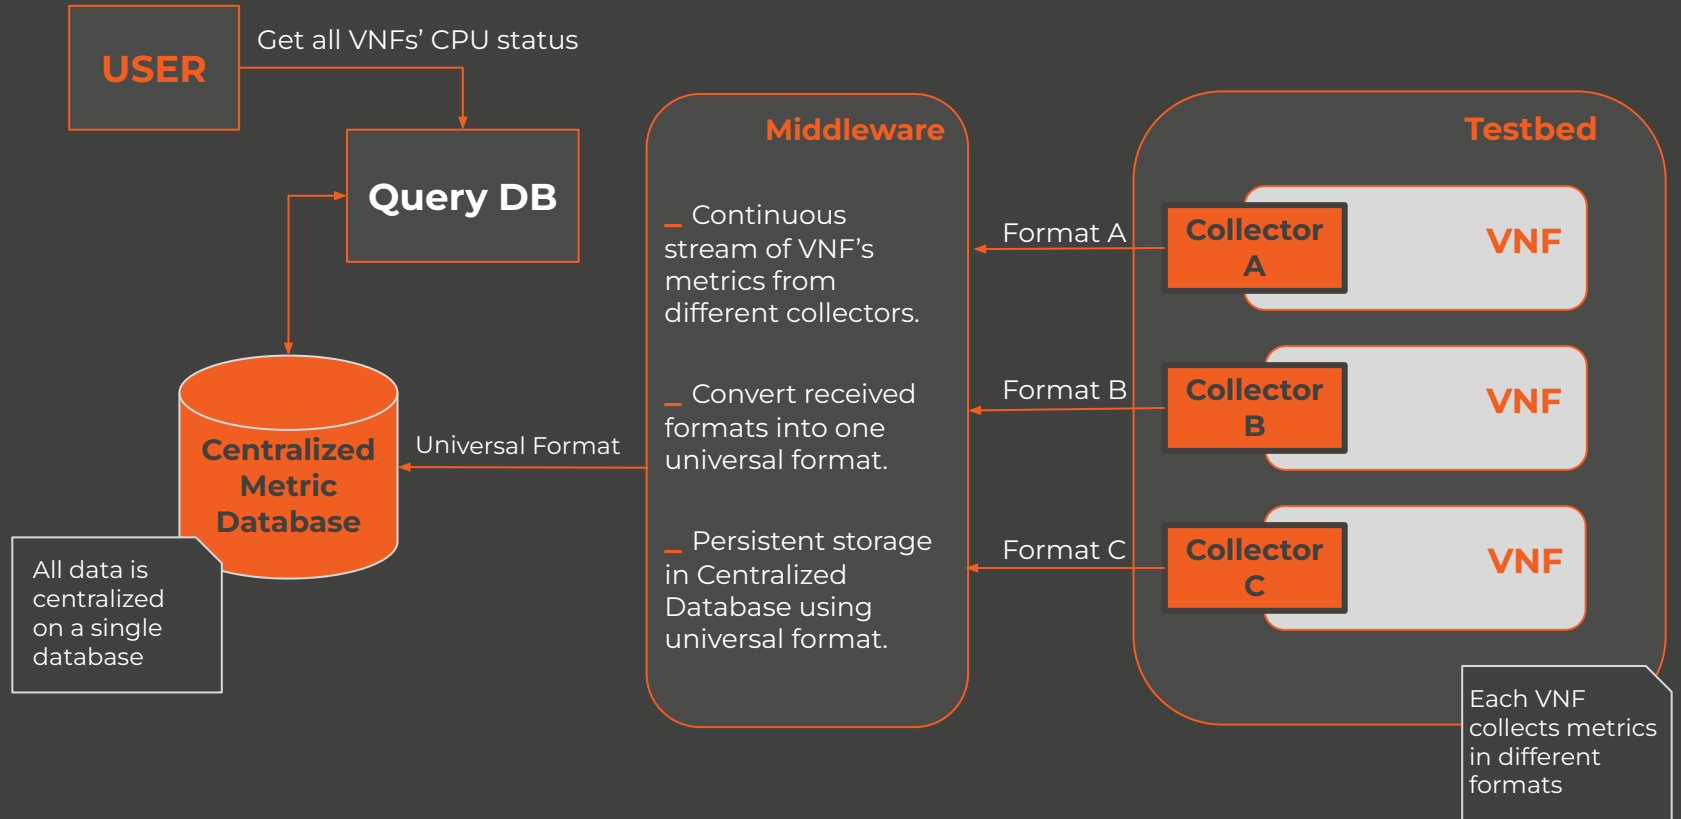 USER
Get all VNFs’ CPU status
Query DB
Centralized
Metric
Database
All data is
centralized
on a single
database
Universal Format
Middleware
_ Continuous
stream of VNF’s
metrics from
different collectors.
_ Convert received
formats into one
universal format.
_ Persistent storage
in Centralized
Database using
universal format.
Format A
Format B
Format C
Testbed
Collector
A
VNF
Collector
B
VNF
Collector
C
VNF
Each VNF
collects metrics
in different
formats